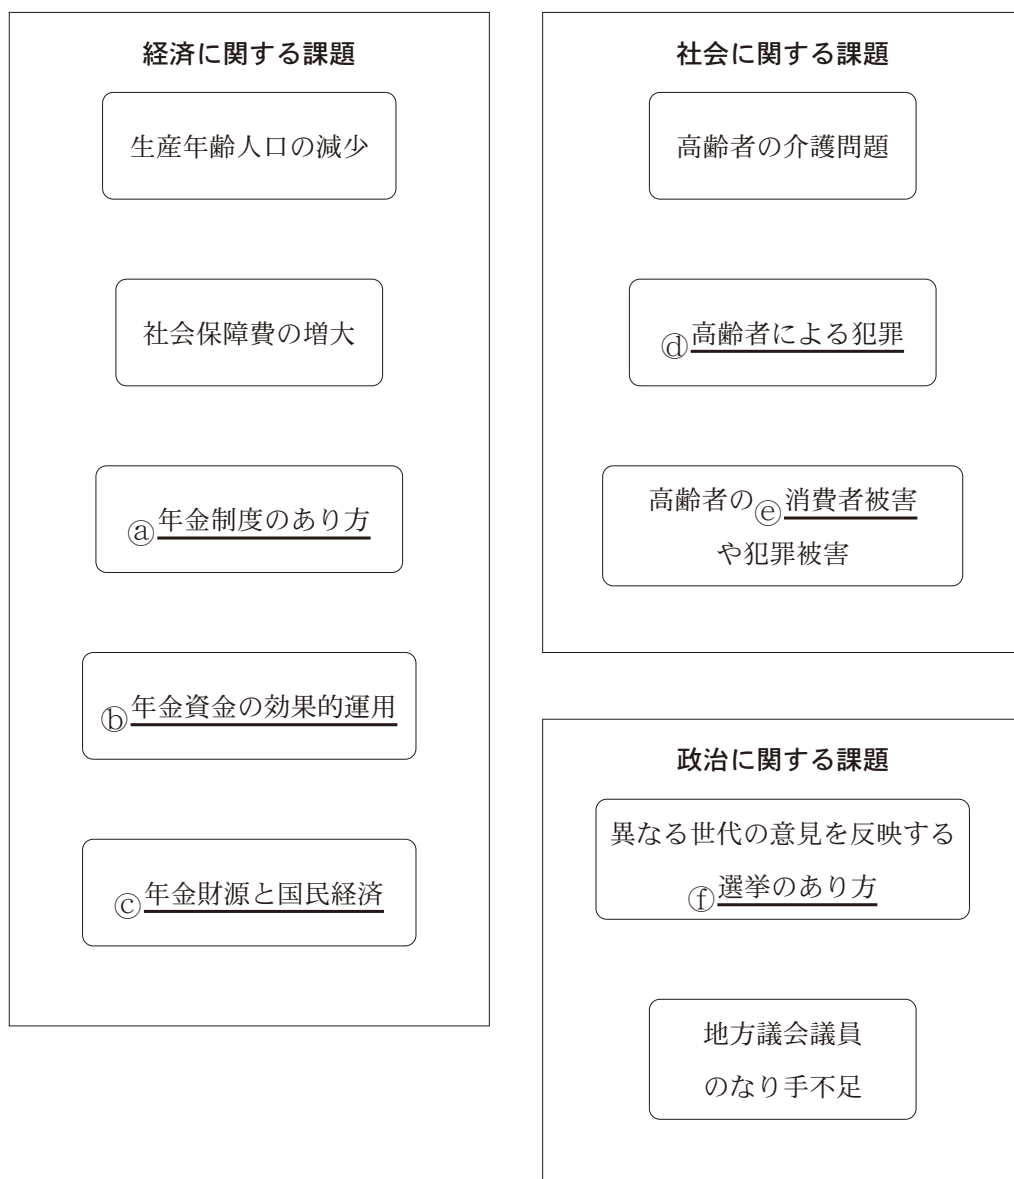 経済に関する課題
生産年齢人口の減少
社会保障費の増大
ⓐ年金制度のあり方
ⓑ年金資金の効果的運用
ⓒ年金財源と国民経済
社会に関する課題
高齢者の介護問題
ⓓ高齢者による犯罪
高齢者のⓔ消費者被害
や犯罪被害
政治に関する課題
異なる世代の意見を反映する
ⓕ選挙のあり方
地方議会議員
のなり手不足